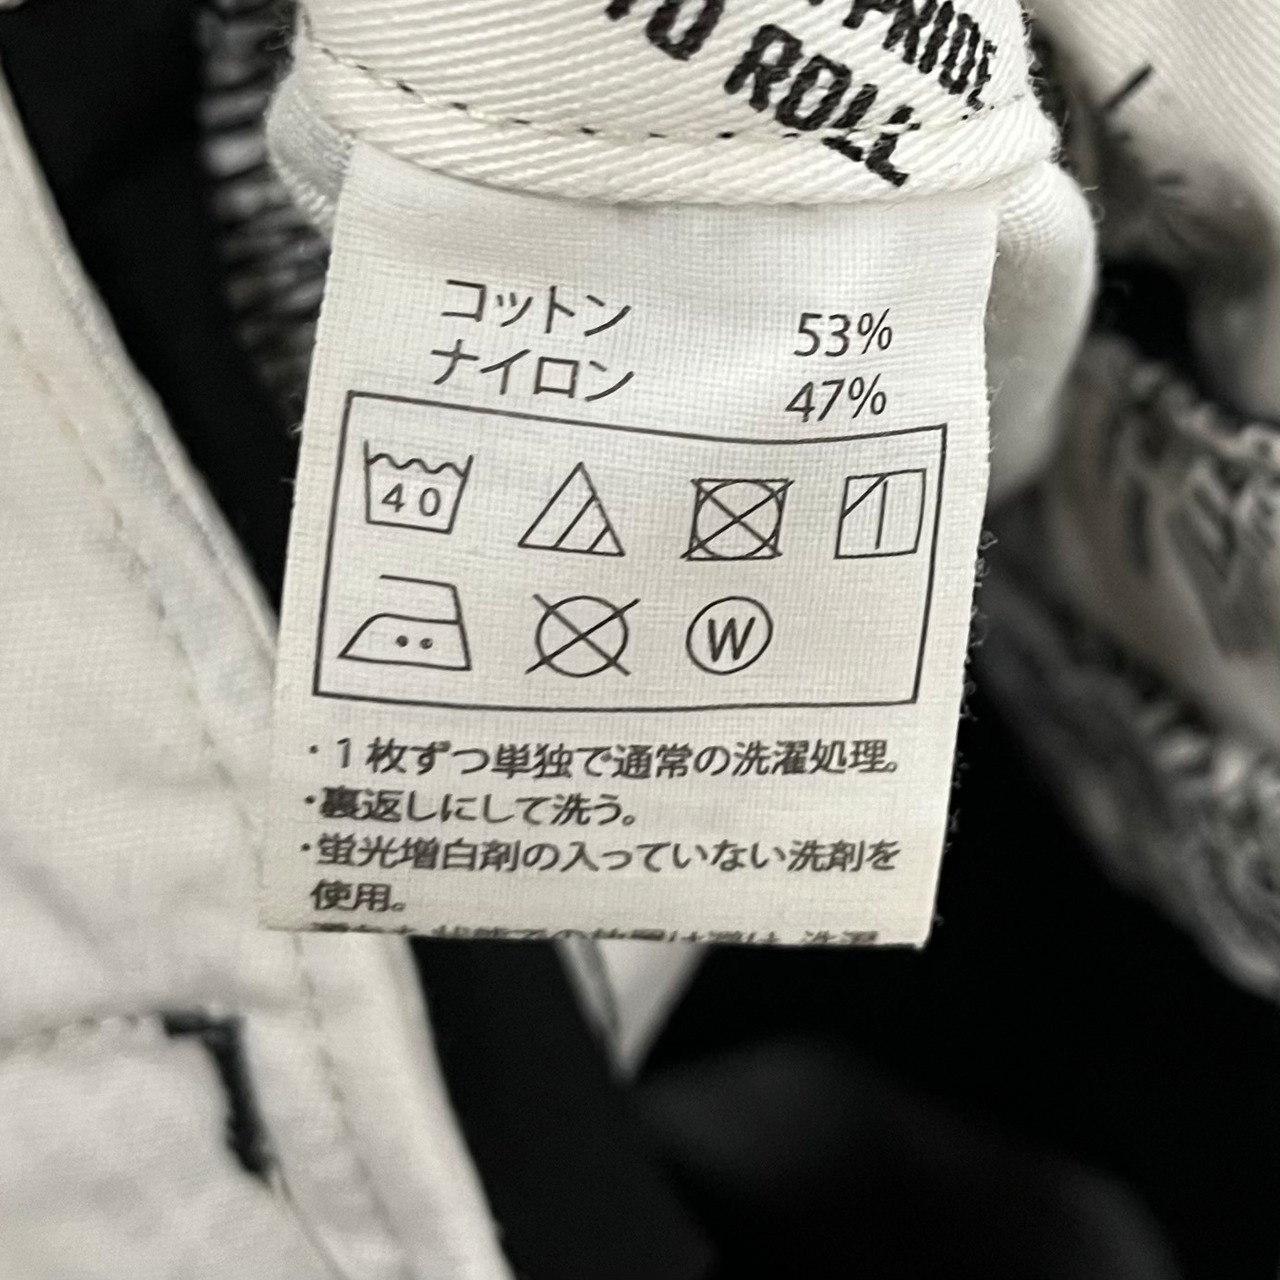 PRIDE
TO ROLL
コットン 53%
ナイロン 47%
40
W
・1枚ずつ単独で通常の洗濯処理。
・裏返しにして洗う。
・蛍光増白剤の入っていない洗剤を
使用。